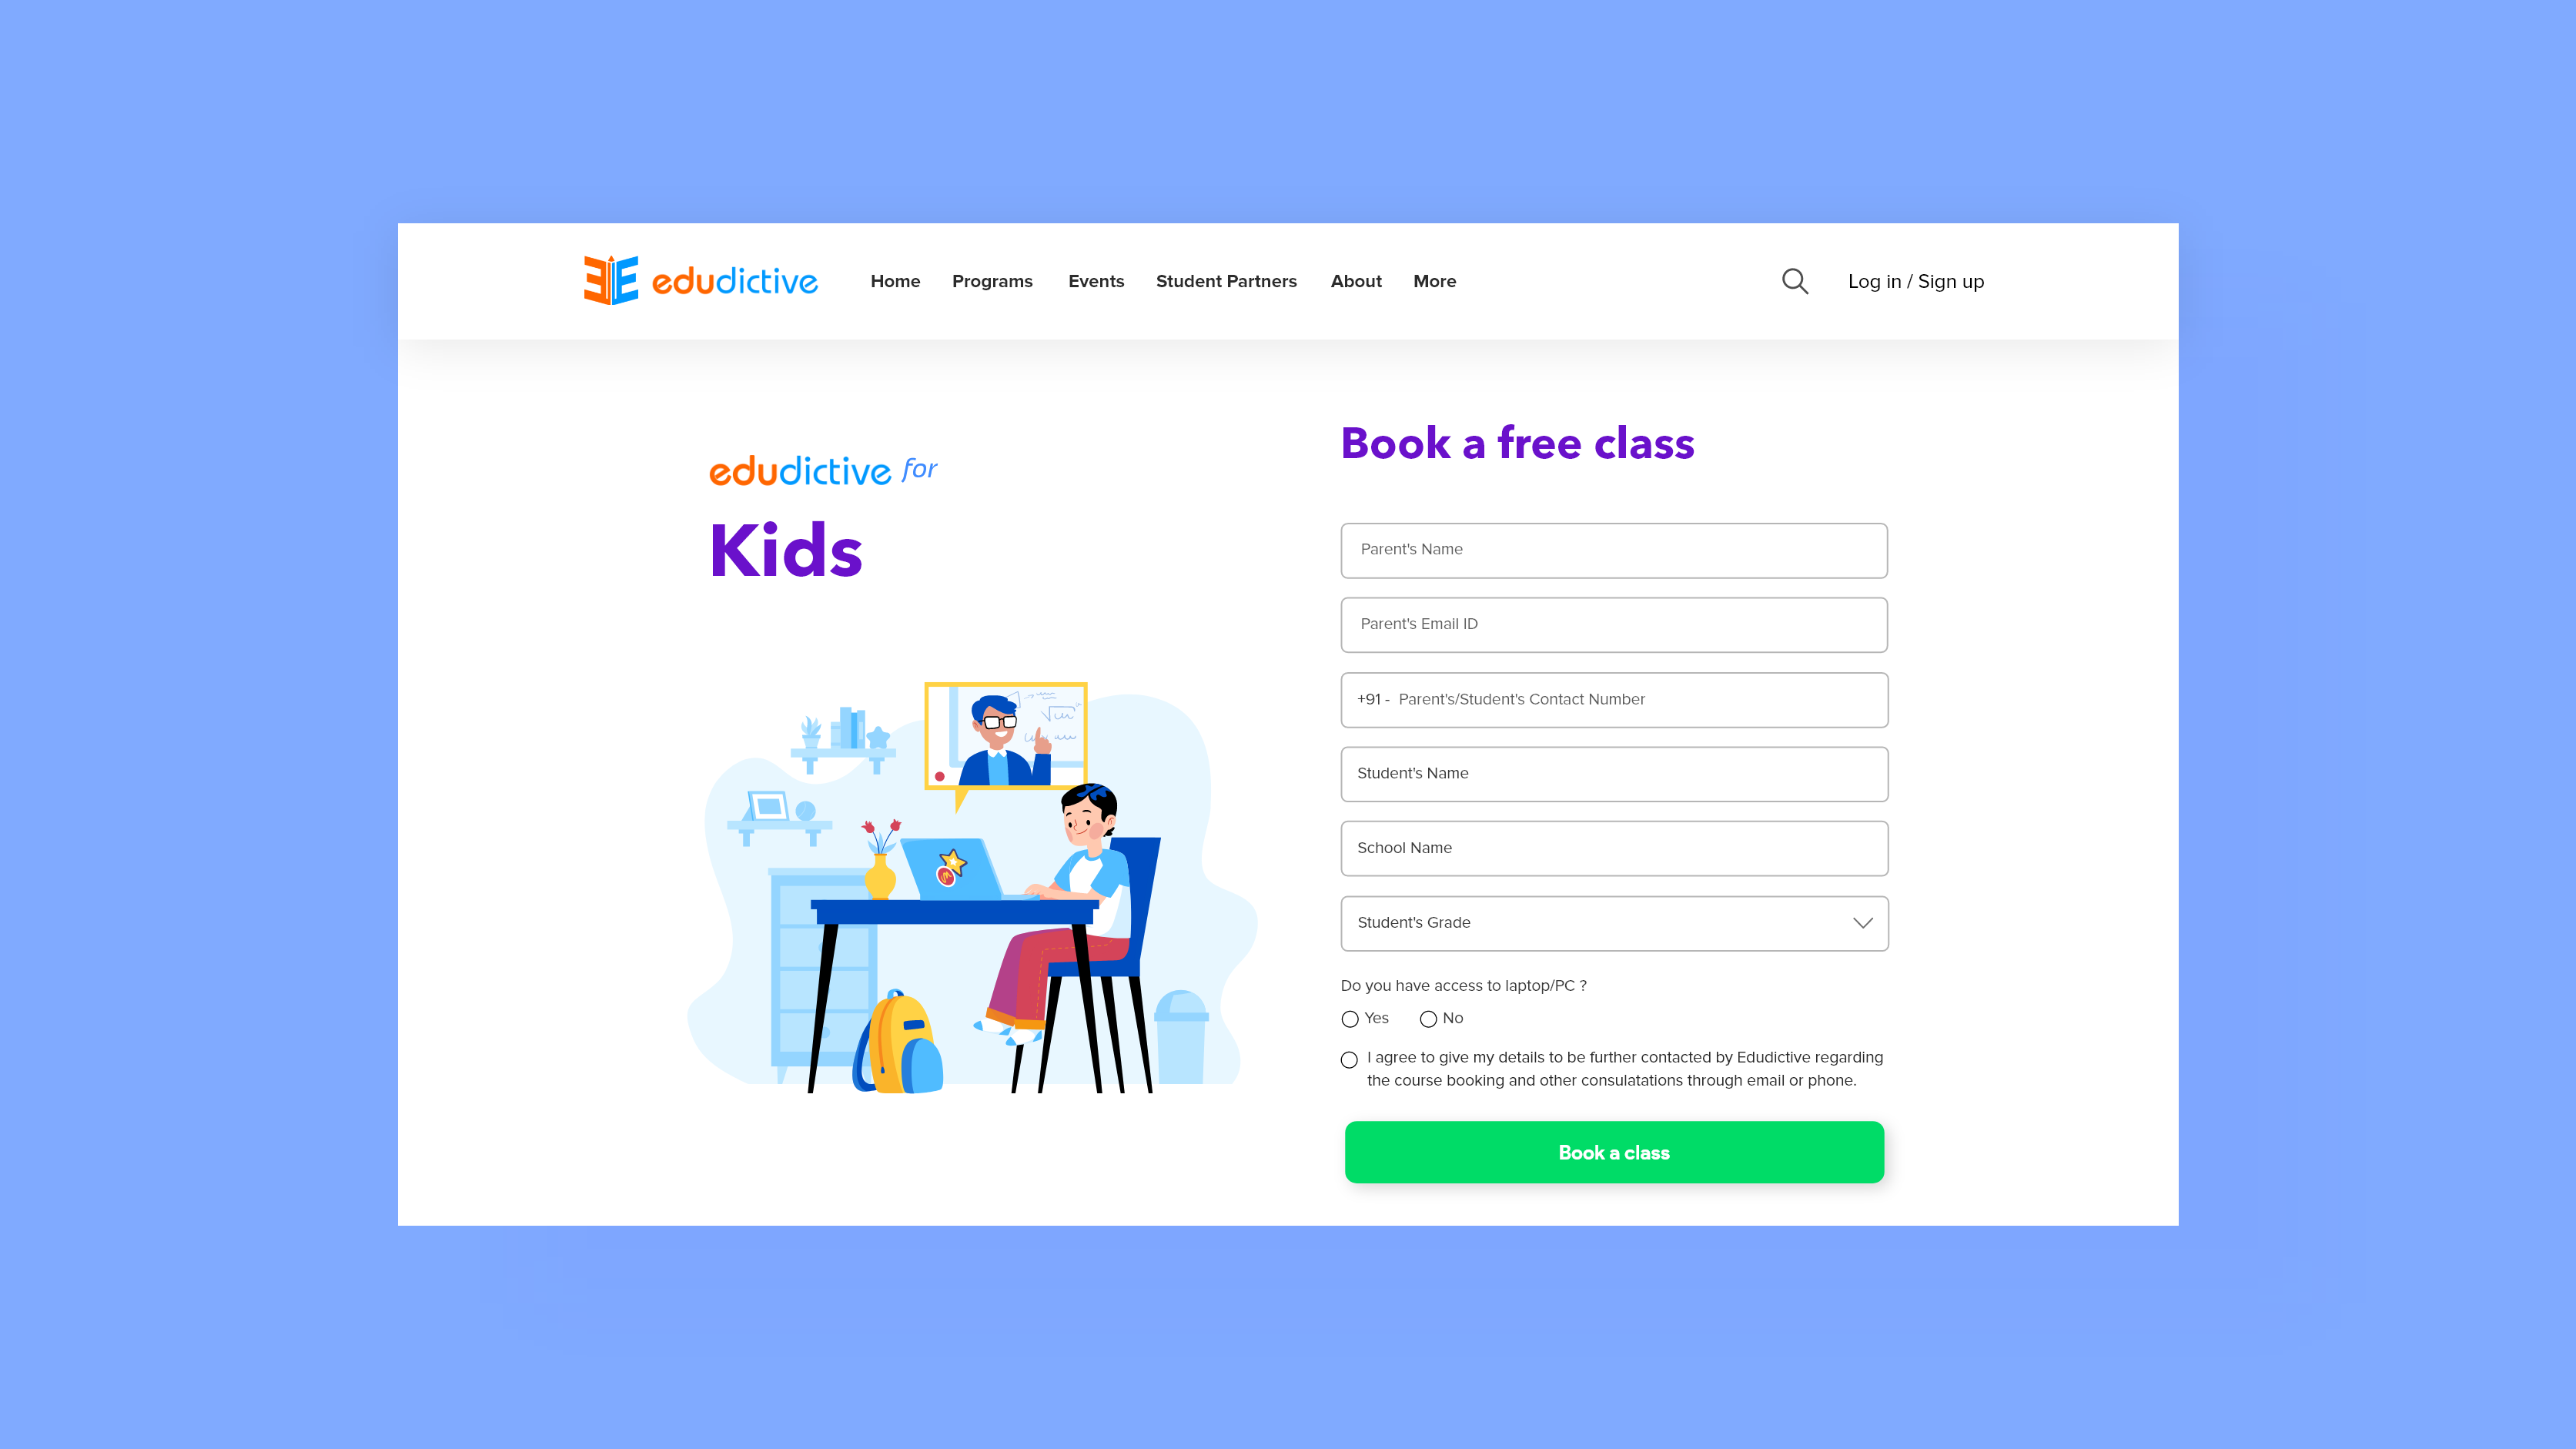 edudictive
Home Programs Events Student Partners About More
Log in / Sign up
edudictive for
Kids
Book a free class
Parent's Name
Parent's Email ID
+91 - Parent's/Student's Contact Number
Student's Name
School Name
Student's Grade
Do you have access to laptop/PC ?
Yes No
I agree to give my details to be further contacted by Edudictive regarding
the course booking and other consulatations through email or phone.
Book a class